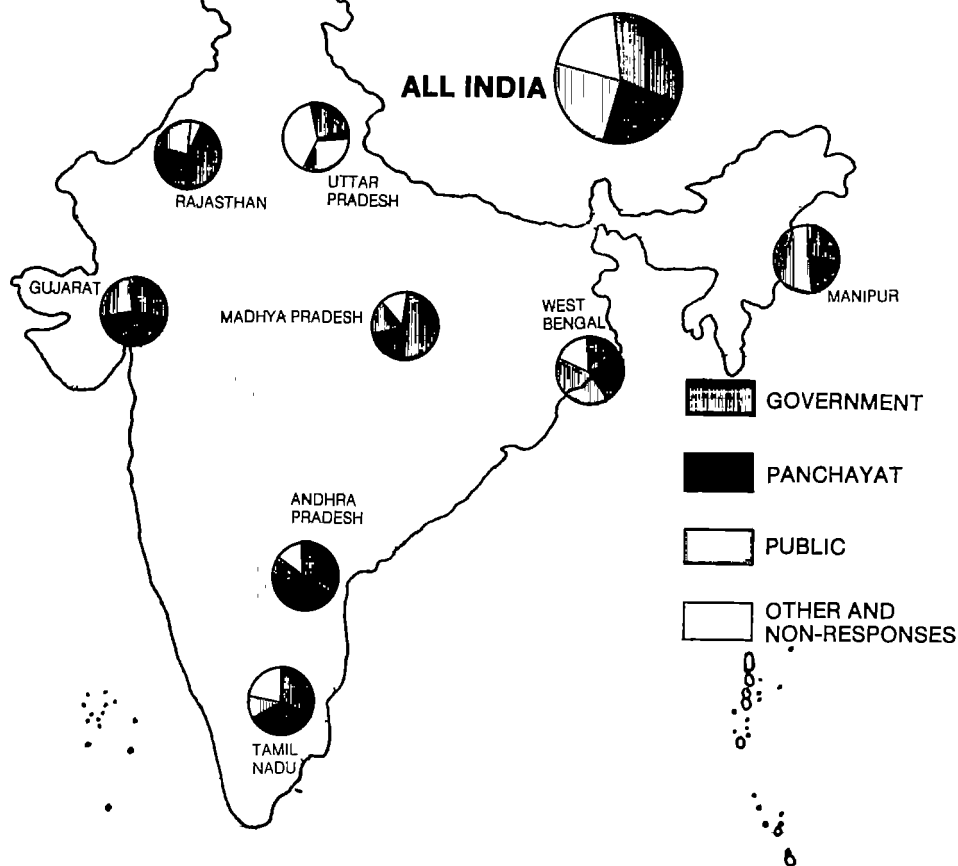 ALL INDIA
RAJASTHAN
UTTAR
PRADESH
GUJARAT
MADHYA PRADESH
WEST
BENGAL
MANIPUR
GOVERNMENT
PANCHAYAT
PUBLIC
OTHER AND
NON-RESPONSES
ANDHRA
PRADESH
TAMIL
NADU